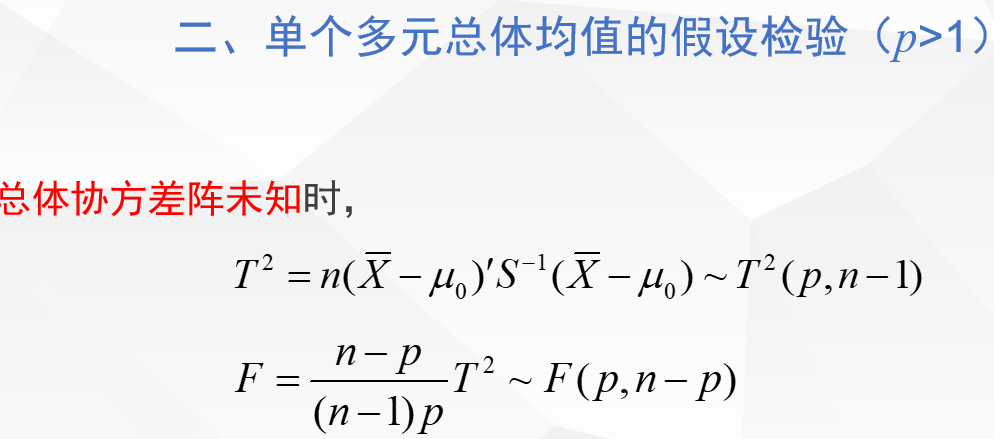 二、单个多元总体均值的假设检验（p>1）
总体协方差阵未知时，
T² = n(X̄ − μ₀)′S⁻¹(X̄ − μ₀) ~ T²(p, n − 1)
F = \frac{n − p}{(n − 1)p} T² ~ F(p, n − p)